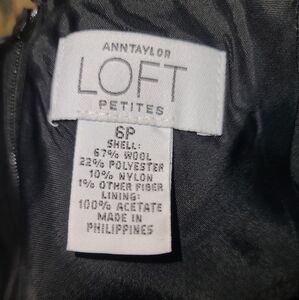 ANNTAYLOR
LOFT
PETITES
6P
SHELL:
67% WOOL
22% POLYESTER
10% NYLON
1% OTHER FIBER
LINING:
100% ACETATE
MADE IN
PHILIPPINES